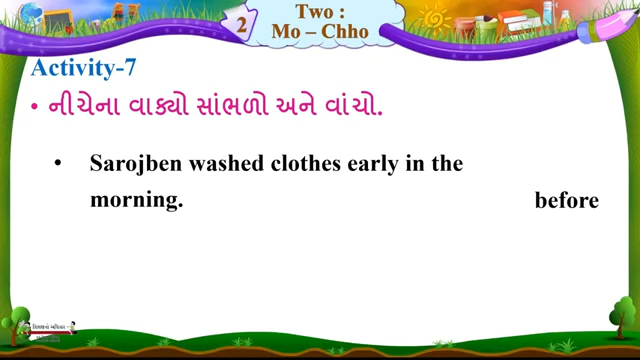 2
Two :
Mo – Chho
Activity-7
• નીચેના વાક્યો સાંભળો અને વાંચો.
• Sarojben washed clothes early in the
morning. before